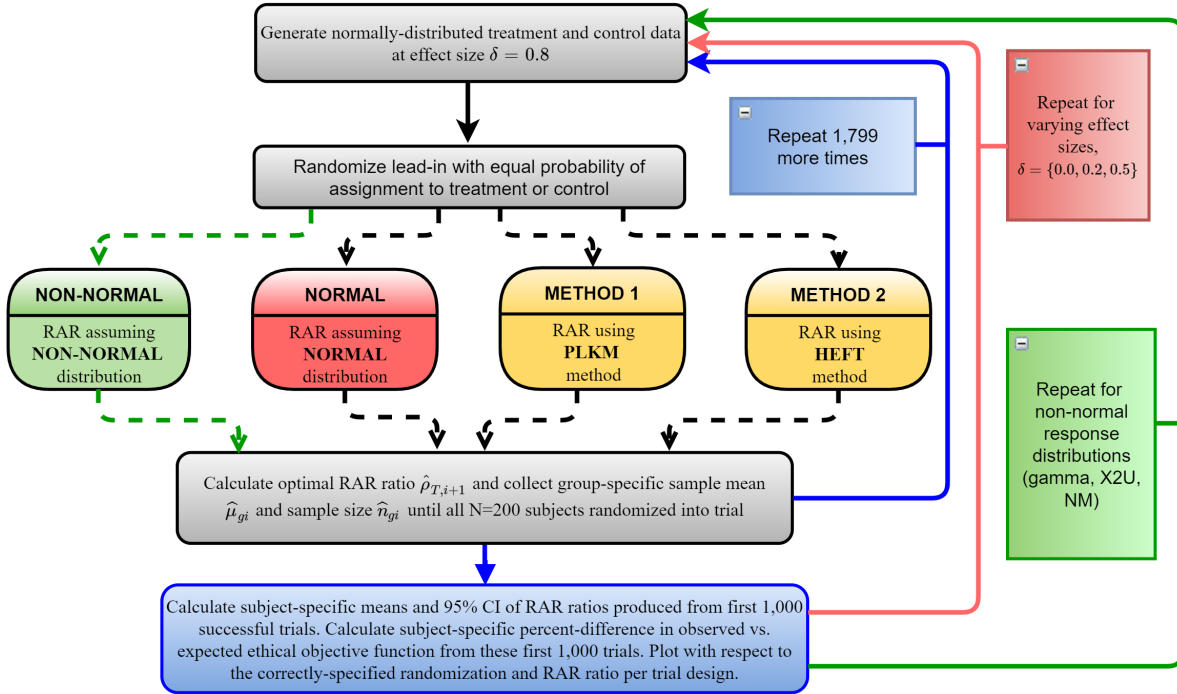 Generate normally-distributed treatment and control data
at effect size δ = 0.8
Repeat 1,799
more times
Repeat for
varying effect
sizes,
δ = {0.0, 0.2, 0.5}
Randomize lead-in with equal probability of
assignment to treatment or control
NON-NORMAL
RAR assuming
NON-NORMAL
distribution
NORMAL
RAR assuming
NORMAL
distribution
METHOD 1
RAR using
PLKM
method
METHOD 2
RAR using
HEFT
method
Repeat for
non-normal
response
distributions
(gamma, X2U,
NM)
Calculate optimal RAR ratio ρ̂_{T,i+1} and collect group-specific sample mean
μ̂_{gi} and sample size n̂_{gi} until all N=200 subjects randomized into trial
Calculate subject-specific means and 95% CI of RAR ratios produced from first 1,000
successful trials. Calculate subject-specific percent-difference in observed vs.
expected ethical objective function from these first 1,000 trials. Plot with respect to
the correctly-specified randomization and RAR ratio per trial design.